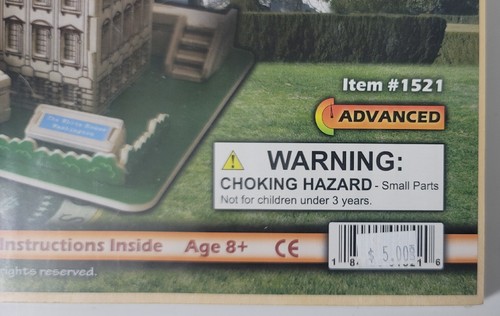 Item #1521
ADVANCED
WARNING:
CHOKING HAZARD - Small Parts
Not for children under 3 years.
Instructions Inside Age 8+ CE
$ 5.00
rights reserved.